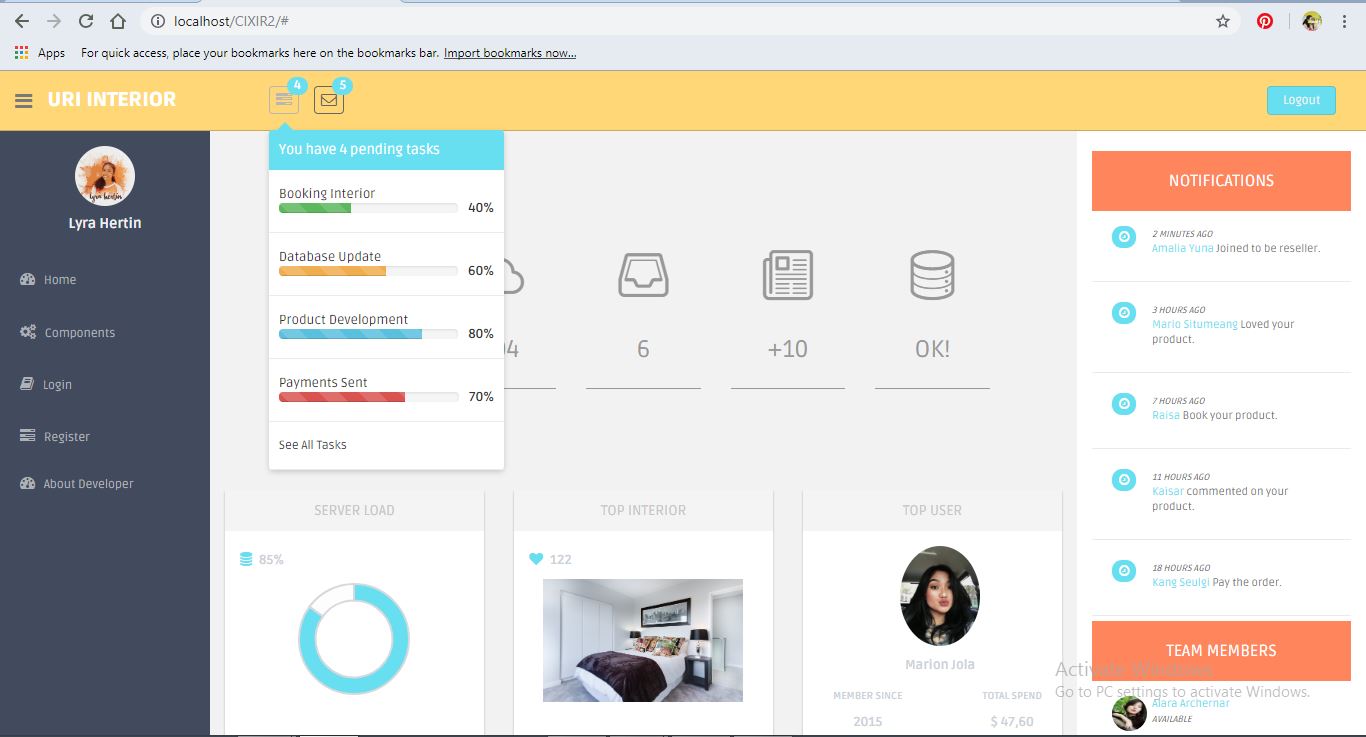 localhost/CIXIR2/#
Apps For quick access, place your bookmarks here on the bookmarks bar. Import bookmarks now...
URI INTERIOR
4
5
Logout
Lyra Hertin
Home
Components
Login
Register
About Developer
You have 4 pending tasks
Booking Interior
40%
Database Update
60%
Product Development
80%
Payments Sent
70%
See All Tasks
6
+10
OK!
SERVER LOAD
85%
TOP INTERIOR
122
TOP USER
Marion Jola
MEMBER SINCE
TOTAL SPEND
2015
$ 47,60
NOTIFICATIONS
2 MINUTES AGO
Amalia Yuna Joined to be reseller.
3 HOURS AGO
Mario Situmeang Loved your
product.
7 HOURS AGO
Raisa Book your product.
11 HOURS AGO
Kaisar commented on your
product.
18 HOURS AGO
Kang Seulgi Pay the order.
TEAM MEMBERS
Activate Windows
Go to PC settings to activate Windows.
Alara Archernar
AVAILABLE